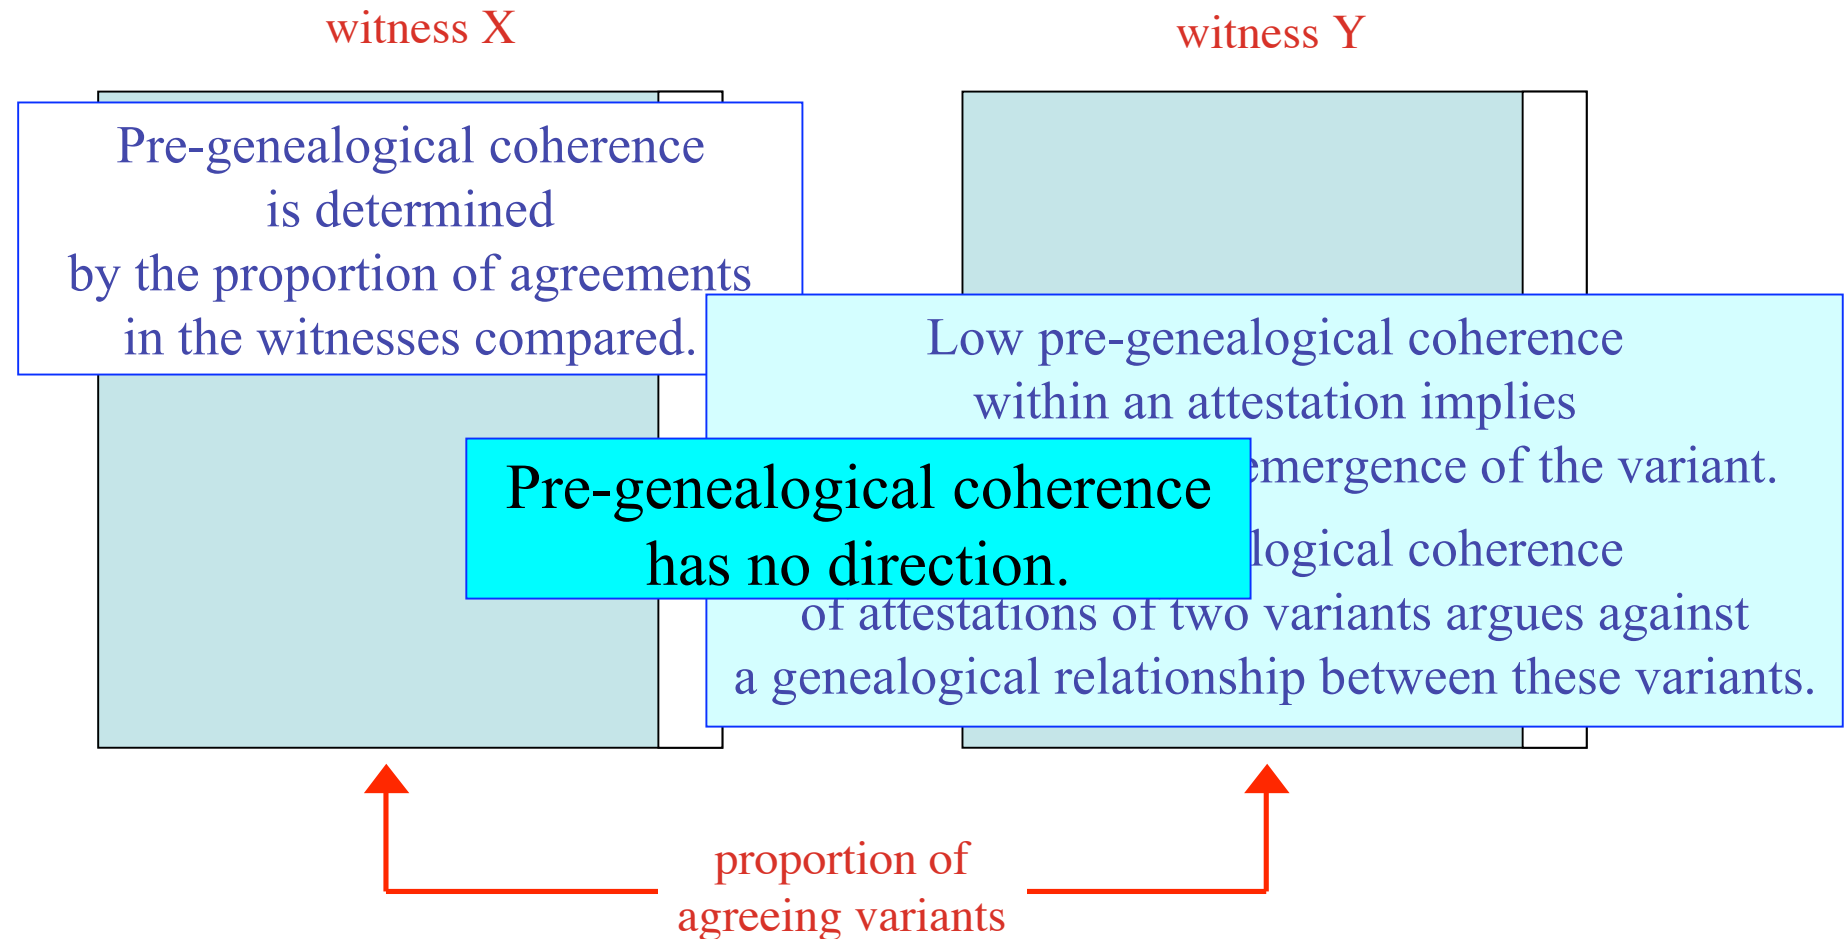 witness X
witness Y
Pre-genealogical coherence
is determined
by the proportion of agreements
in the witnesses compared.
Low pre-genealogical coherence
within an attestation implies
emergence of the variant.
logical coherence
of attestations of two variants argues against
a genealogical relationship between these variants.
Pre-genealogical coherence
has no direction.
proportion of
agreeing variants